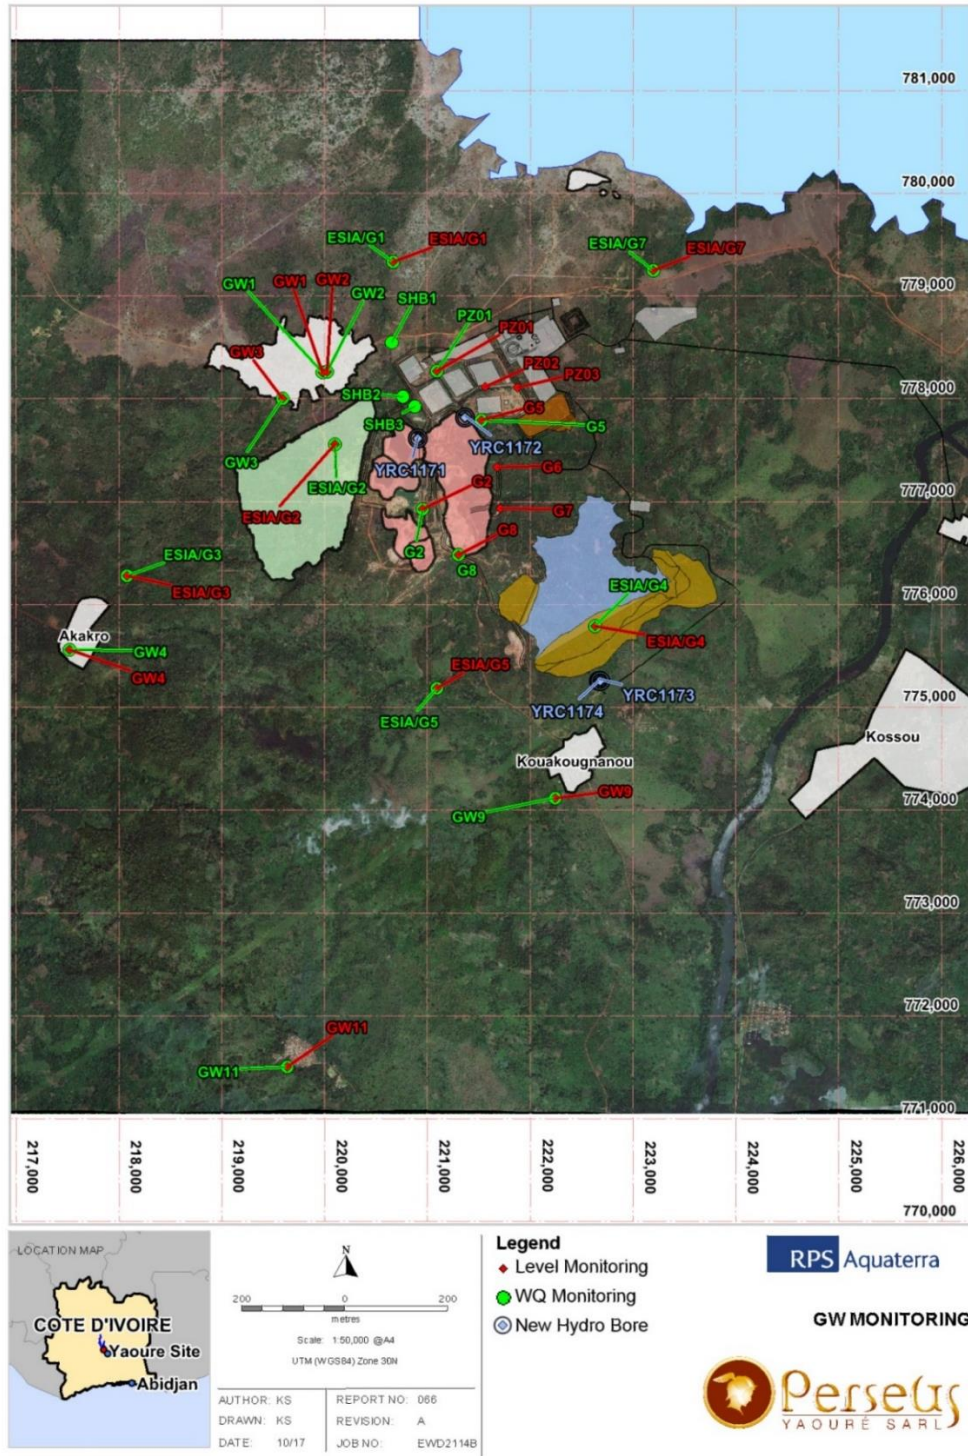 781,000
780,000
ESIA/G1
ESIA/G1
ESIA/G7
ESIA/G7
779,000
GW1
GW1
GW2
GW2
SHB1
PZ01
PZ01
GW3
PZ02
PZ03
778,000
SHB2
SHB3
G5
G5
YRC1172
YRC1171
GW3
G6
ESIA/G2
ESIA/G2
G2
777,000
G7
G8
G2
G8
ESIA/G3
ESIA/G3
ESIA/G4
776,000
Akakro
ESIA/G4
GW4
GW4
ESIA/G5
YRC1173
775,000
YRC1174
ESIA/G5
Kossou
Kouakougnanou
GW9
774,000
GW9
773,000
772,000
GW11
GW11
771,000
217,000
218,000
219,000
220,000
221,000
222,000
223,000
225,000
226,000
770,000
LOCATION MAP
COTE D'IVOIRE
Yaoure Site
Abidjan
N
200 0 200
metres
Scale: 1:50,000 @A4
UTM (WGS84) Zone 30N
AUTHOR: KS
REPORT NO: 066
DRAWN: KS
REVISION: A
DATE: 10/17
JOB NO: EWD2114B
Legend
Level Monitoring
WQ Monitoring
New Hydro Bore
RPS Aquaterra
GW MONITORING
Perseus
YAOURÉ SARL